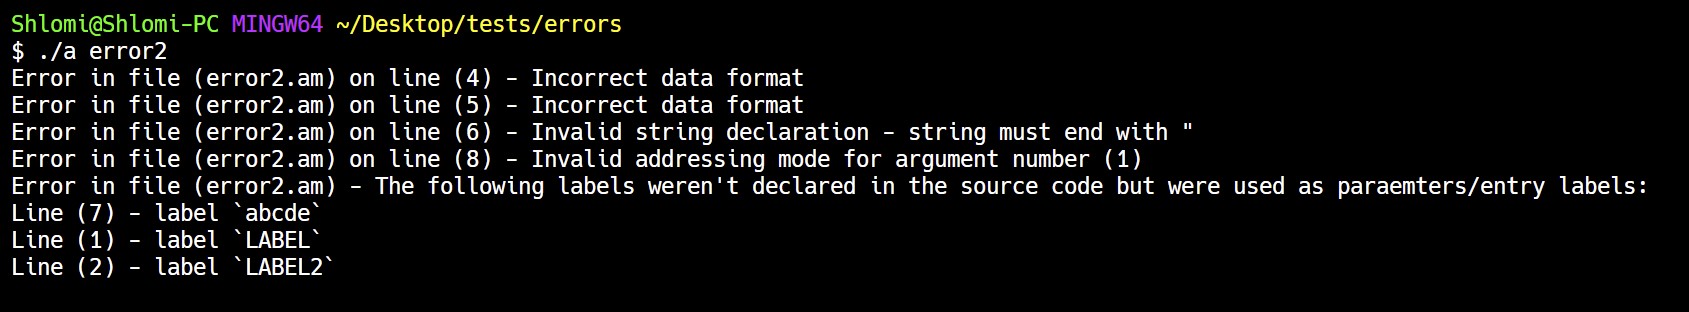 Shlomi@Shlomi-PC MINGW64 ~/Desktop/tests/errors
$ ./a error2
Error in file (error2.am) on line (4) - Incorrect data format
Error in file (error2.am) on line (5) - Incorrect data format
Error in file (error2.am) on line (6) - Invalid string declaration - string must end with "
Error in file (error2.am) on line (8) - Invalid addressing mode for argument number (1)
Error in file (error2.am) - The following labels weren't declared in the source code but were used as paraemters/entry labels:
Line (7) - label `abcde`
Line (1) - label `LABEL`
Line (2) - label `LABEL2`